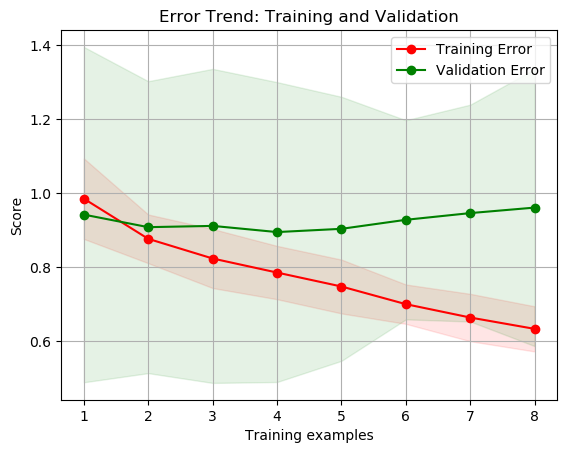 Error Trend: Training and Validation
Training Error
Validation Error
1.4
1.2
1.0
0.8
0.6
Score
1 2 3 4 5 6 7 8
Training examples